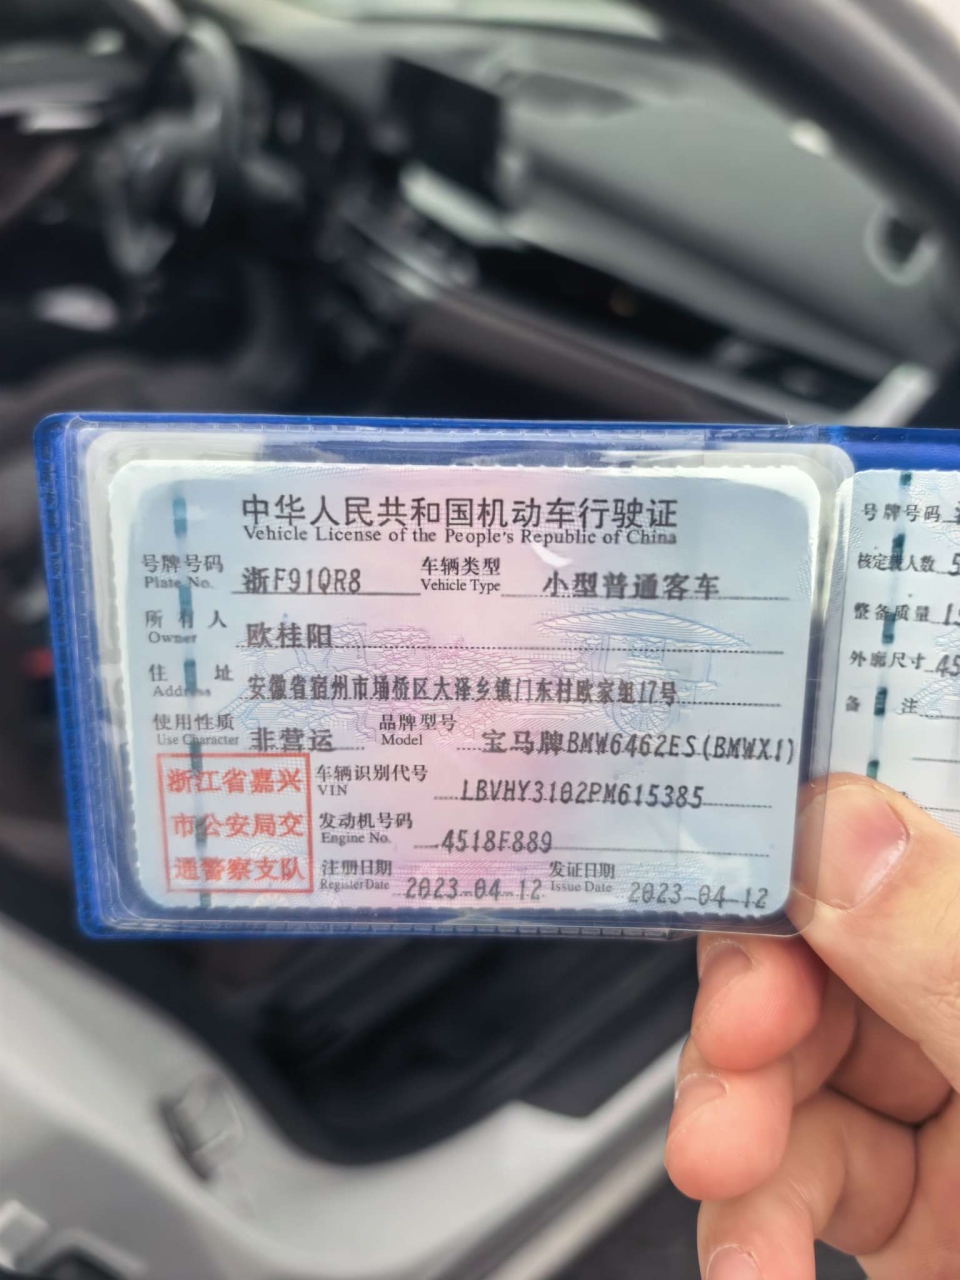 中华人民共和国机动车行驶证
Vehicle License of the People's Republic of China
号牌号码 浙F91QR8 车辆类型 小型普通客车
Plate No. Vehicle Type
所有人 欧桂阳
Owner
住址 安徽省宿州市埇桥区大泽乡镇门东村欧家组17号
Address
使用性质 非营运 品牌型号 宝马牌BMW6462ES(BMWX1)
Use Character Model
浙江省嘉兴
市公安局交
通警察支队
车辆识别代号 LBVHY3102PM615385
VIN
发动机号码 4518F889
Engine No.
注册日期 2023-04-12 发证日期 2023-04-12
Register Date Issue Date
号牌号码
核定载人数 5
整备质量
外廓尺寸 45
备注